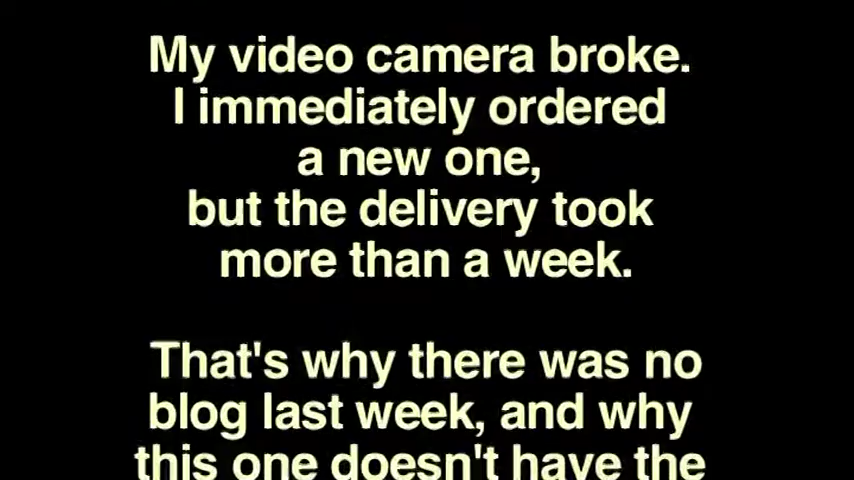 My video camera broke.
I immediately ordered
a new one,
but the delivery took
more than a week.
That's why there was no
blog last week, and why
this one doesn't have the